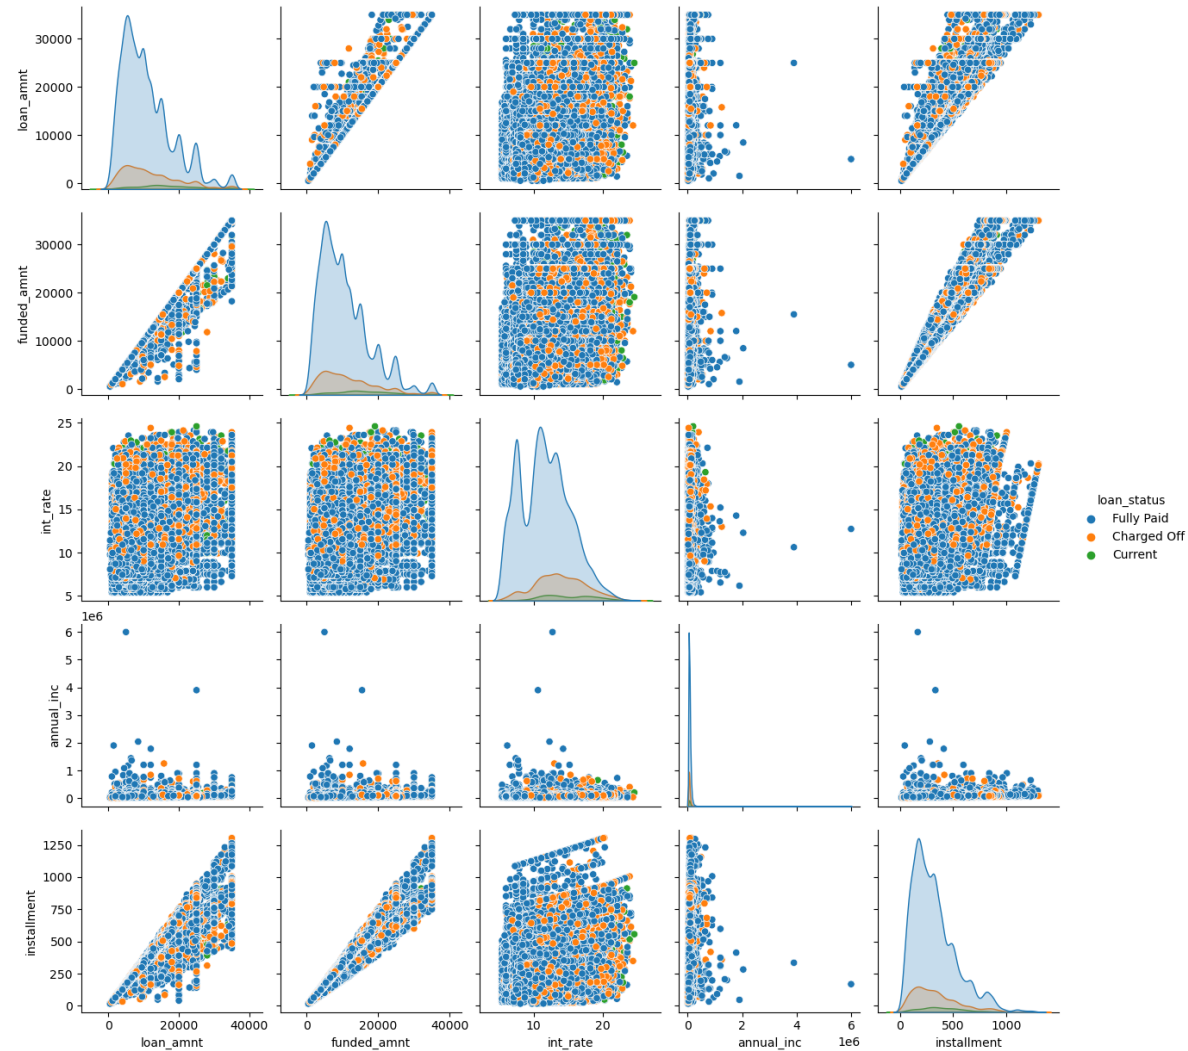 30000
20000
10000
0
loan_amnt
30000
20000
10000
0
funded_amnt
25
20
15
10
5
int_rate
loan_status
Fully Paid
Charged Off
Current
1e6
6
5
4
3
2
1
0
annual_inc
1250
1000
750
500
250
0
installment
0 20000 40000
0 20000 40000
10 20
0 2 4 6
1e6
0 500 1000
loan_amnt
funded_amnt
int_rate
annual_inc
installment